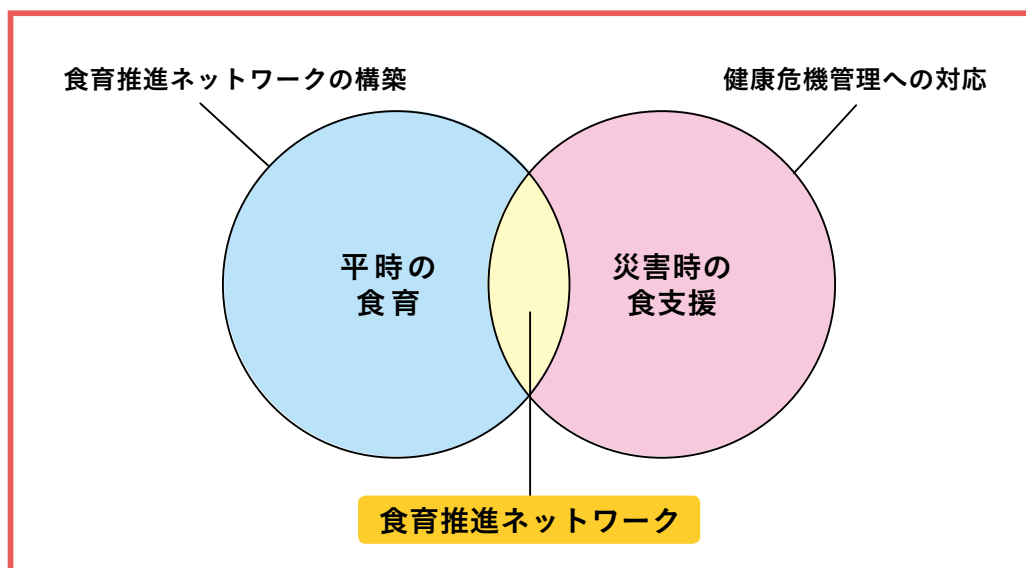 食育推進ネットワークの構築
健康危機管理への対応
平時の
食育
災害時の
食支援
食育推進ネットワーク